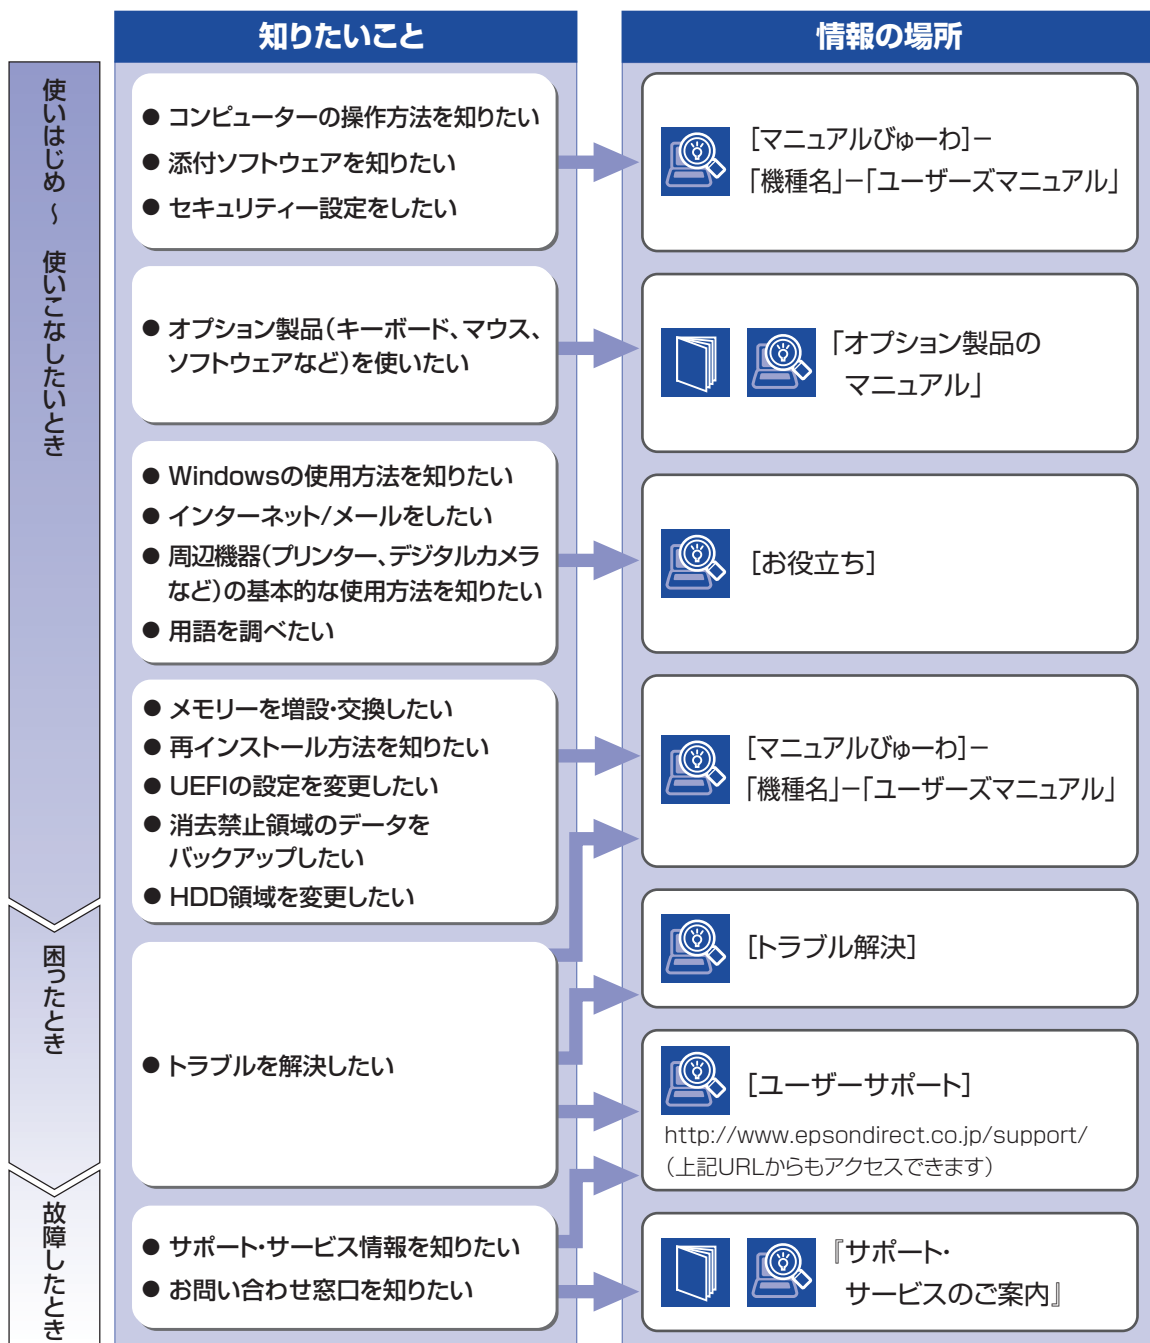 知りたいこと
情報の場所
使いはじめ ～ 使いこなしたいとき
● コンピューターの操作方法を知りたい
● 添付ソフトウェアを知りたい
● セキュリティー設定をしたい
［マニュアルびゅーわ］－
「機種名」－「ユーザーズマニュアル」
● オプション製品（キーボード、マウス、
ソフトウェアなど）を使いたい
「オプション製品の
マニュアル」
● Windowsの使用方法を知りたい
● インターネット/メールをしたい
● 周辺機器（プリンター、デジタルカメラ
など）の基本的な使用方法を知りたい
● 用語を調べたい
［お役立ち］
● メモリーを増設・交換したい
● 再インストール方法を知りたい
● UEFIの設定を変更したい
● 消去禁止領域のデータを
バックアップしたい
● HDD領域を変更したい
［マニュアルびゅーわ］－
「機種名」－「ユーザーズマニュアル」
困ったとき
● トラブルを解決したい
［トラブル解決］
［ユーザーサポート］
http://www.epsondirect.co.jp/support/
（上記URLからもアクセスできます）
故障したとき
● サポート・サービス情報を知りたい
● お問い合わせ窓口を知りたい
『サポート・
サービスのご案内』